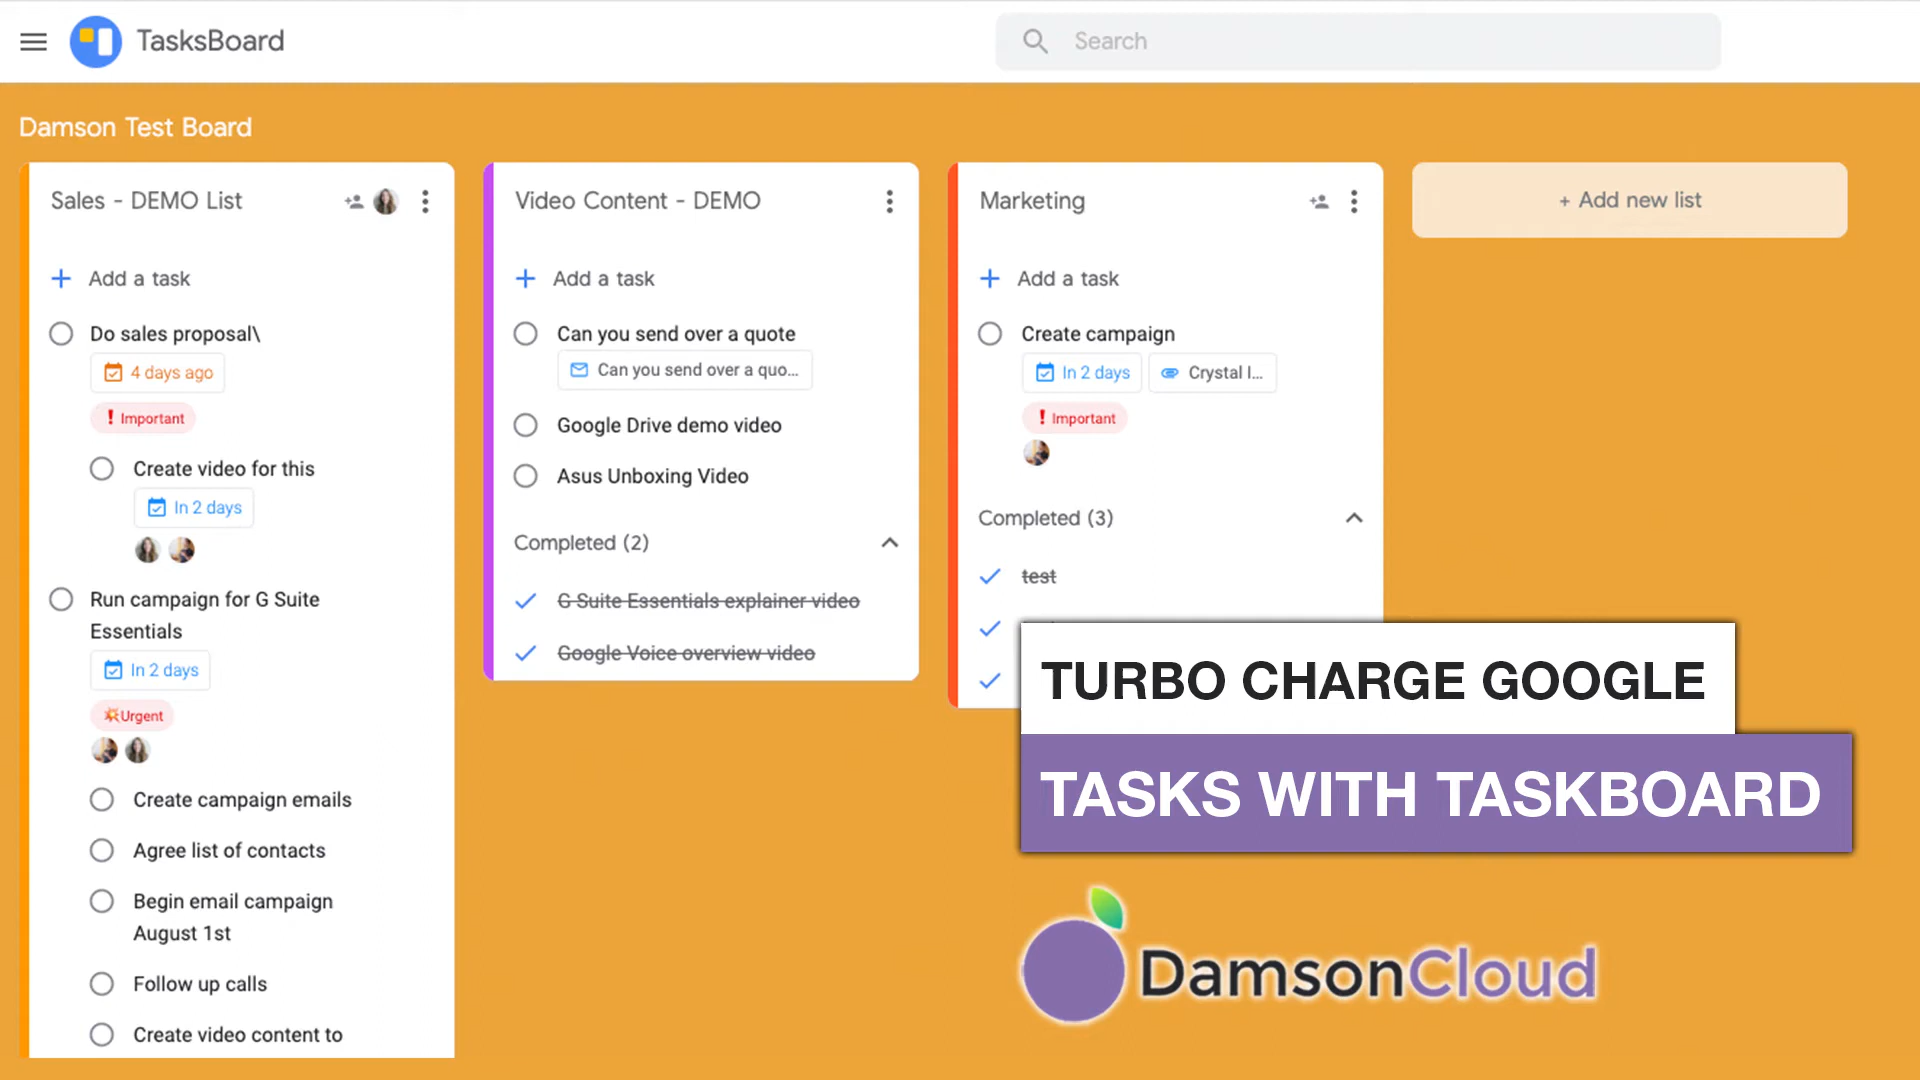 TasksBoard
Search
Damson Test Board
Sales - DEMO List
Add a task
Do sales proposal\
4 days ago
Important
Create video for this
In 2 days
Run campaign for G Suite
Essentials
In 2 days
Urgent
Create campaign emails
Agree list of contacts
Begin email campaign
August 1st
Follow up calls
Create video content to
Video Content - DEMO
Add a task
Can you send over a quote
Can you send over a quo...
Google Drive demo video
Asus Unboxing Video
Completed (2)
G Suite Essentials explainer video
Google Voice overview video
Marketing
Add a task
Create campaign
In 2 days
Crystal I...
Important
Completed (3)
test
+ Add new list
TURBO CHARGE GOOGLE
TASKS WITH TASKBOARD
DamsonCloud